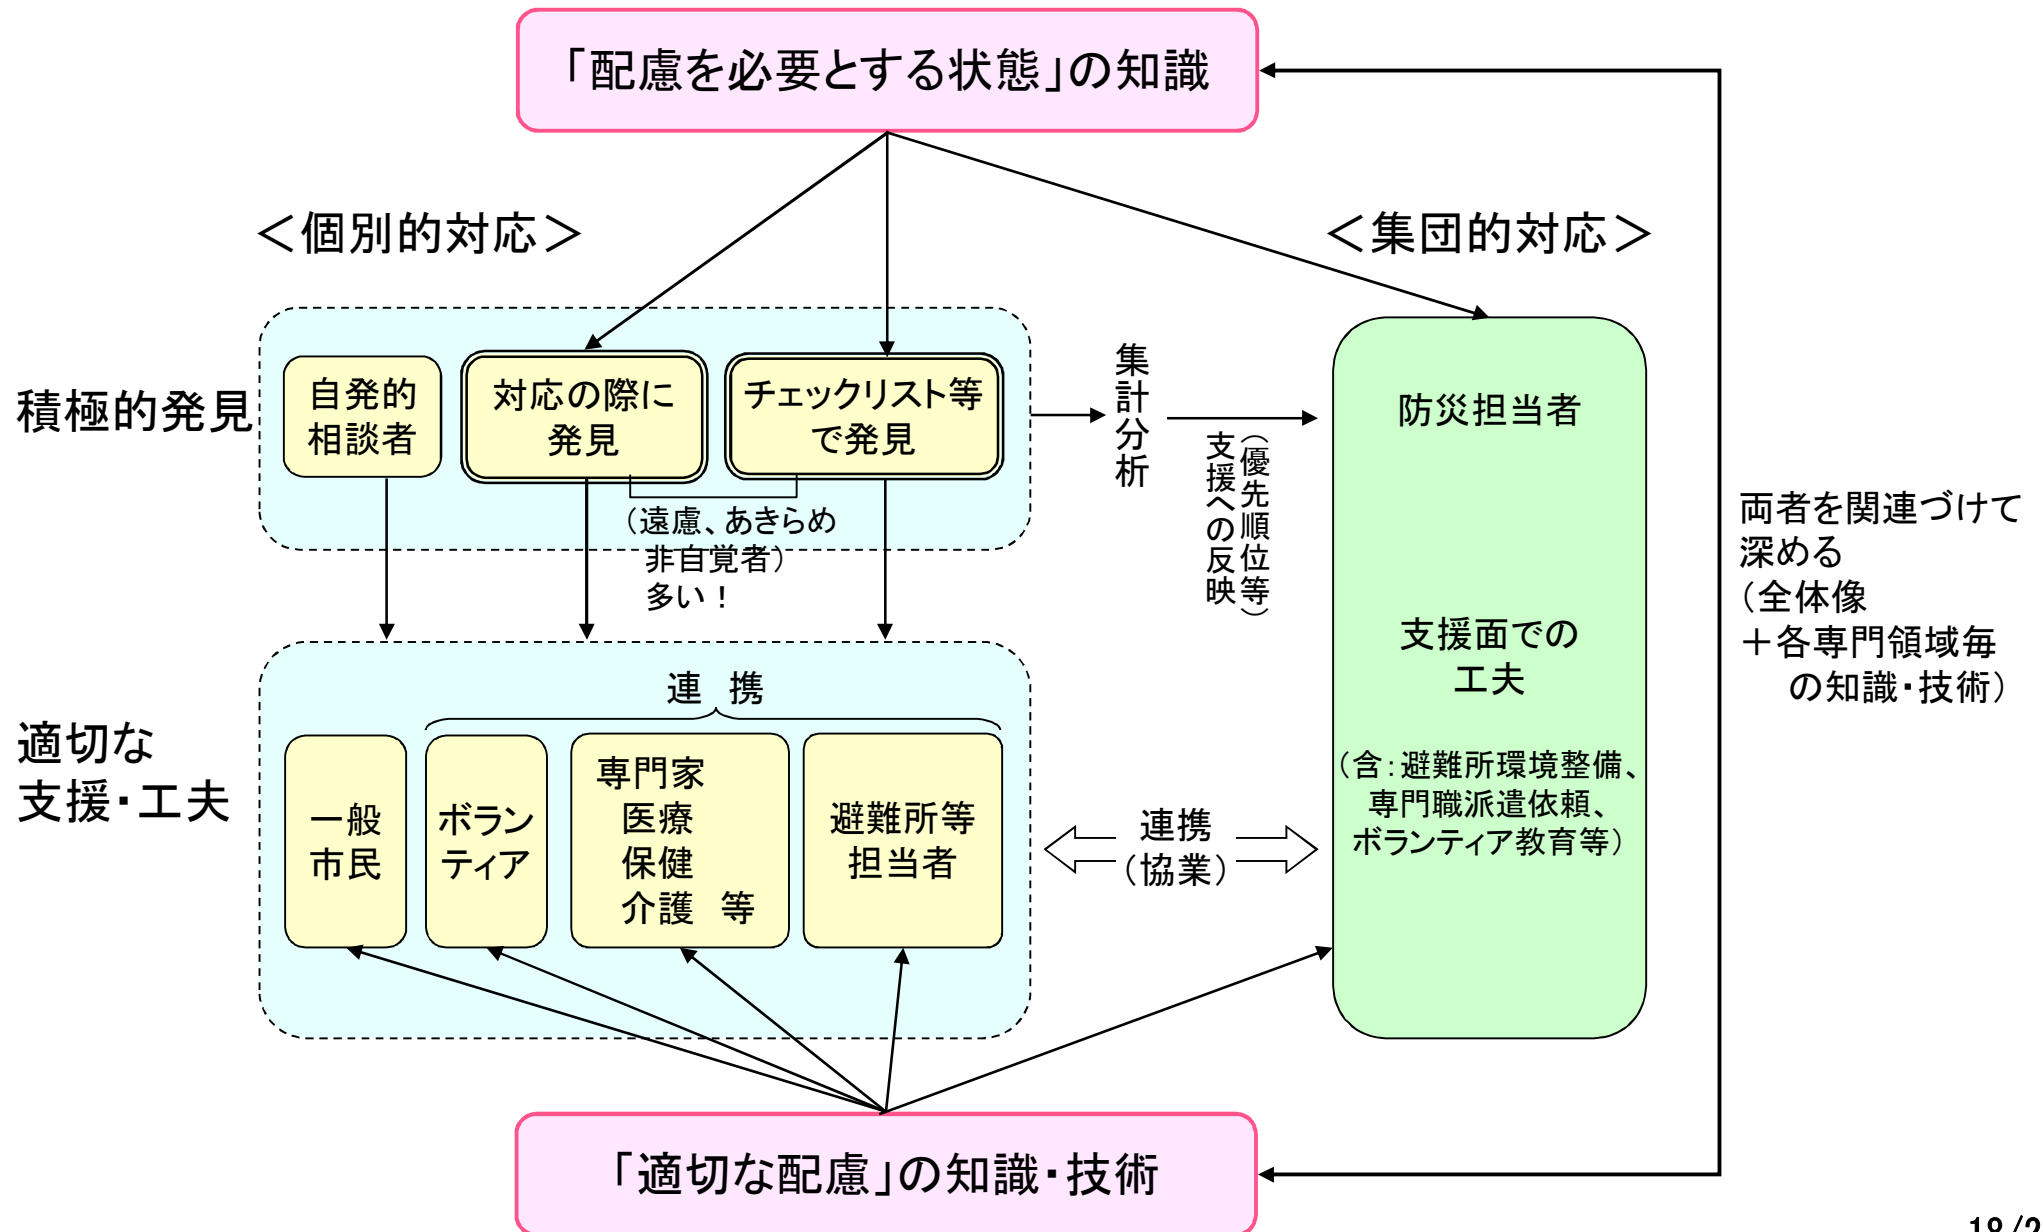 「配慮を必要とする状態」の知識
＜個別的対応＞
＜集団的対応＞
積極的発見
自発的
相談者
対応の際に
発見
チェックリスト等
で発見
（遠慮、あきらめ
非自覚者）
多い！
集計分析
（優先順位等）
支援への反映
防災担当者
支援面での
工夫
（含：避難所環境整備、
専門職派遣依頼、
ボランティア教育等）
両者を関連づけて
深める
（全体像
＋各専門領域毎
の知識・技術）
適切な
支援・工夫
連　携
一般
市民
ボラン
ティア
専門家
医療
保健
介護　等
避難所等
担当者
連携
（協業）
「適切な配慮」の知識・技術